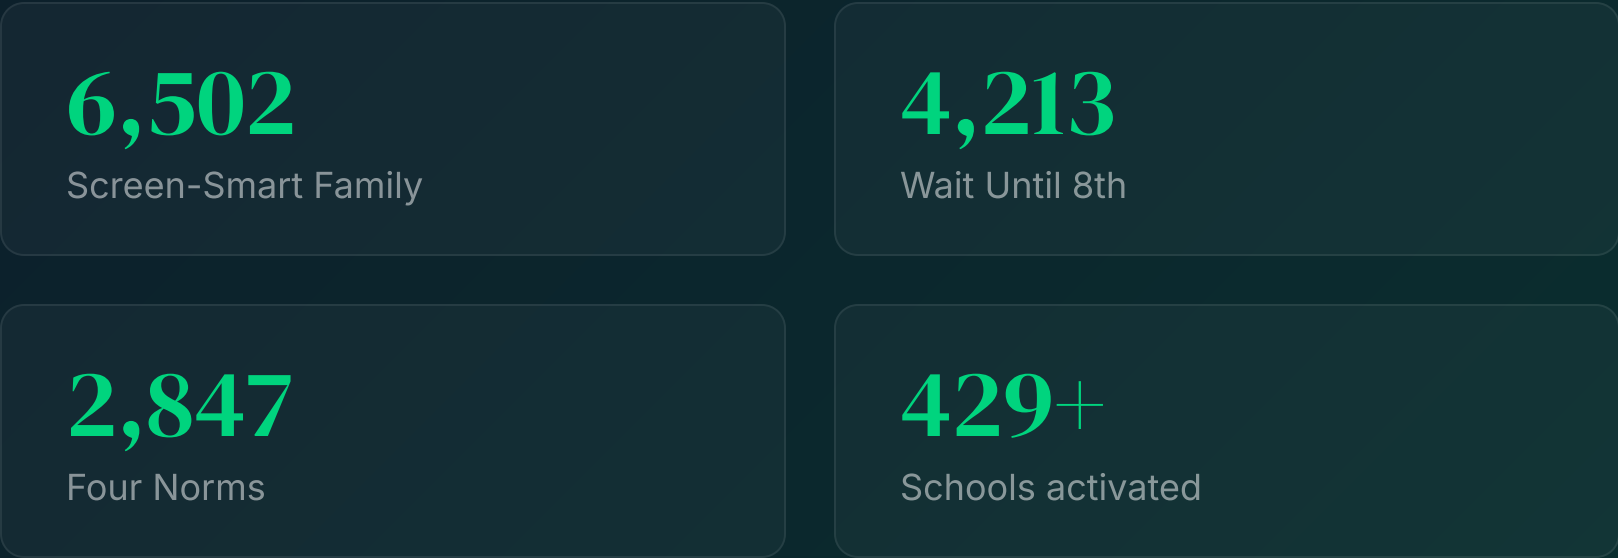 6,502
Screen-Smart Family
4,213
Wait Until 8th
2,847
Four Norms
429+
Schools activated